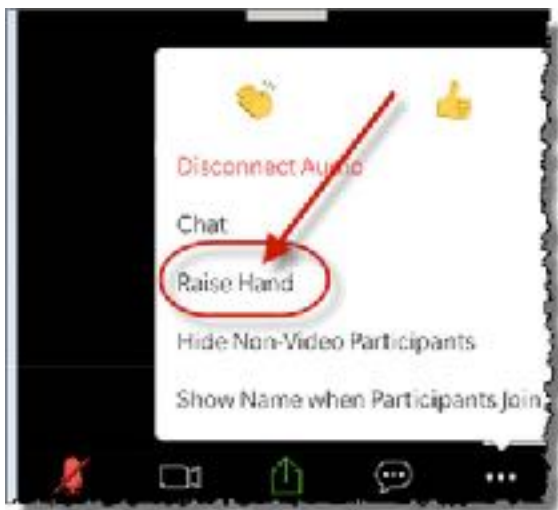 Disconnect Audio
Chat
Raise Hand
Hide Non-Video Participants
Show Name when Participants Join